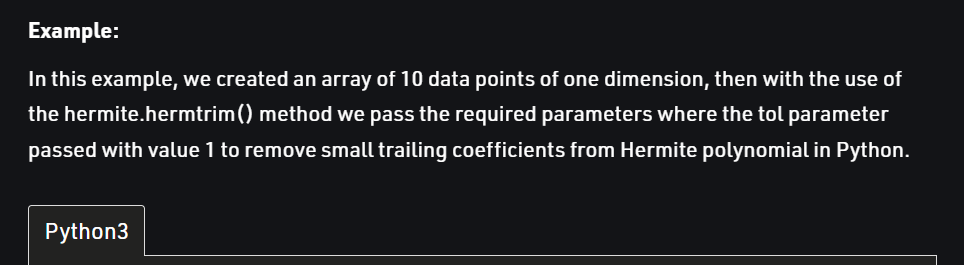 Example:
In this example, we created an array of 10 data points of one dimension, then with the use of
the hermite.hermtrim() method we pass the required parameters where the tol parameter
passed with value 1 to remove small trailing coefficients from Hermite polynomial in Python.
Python3